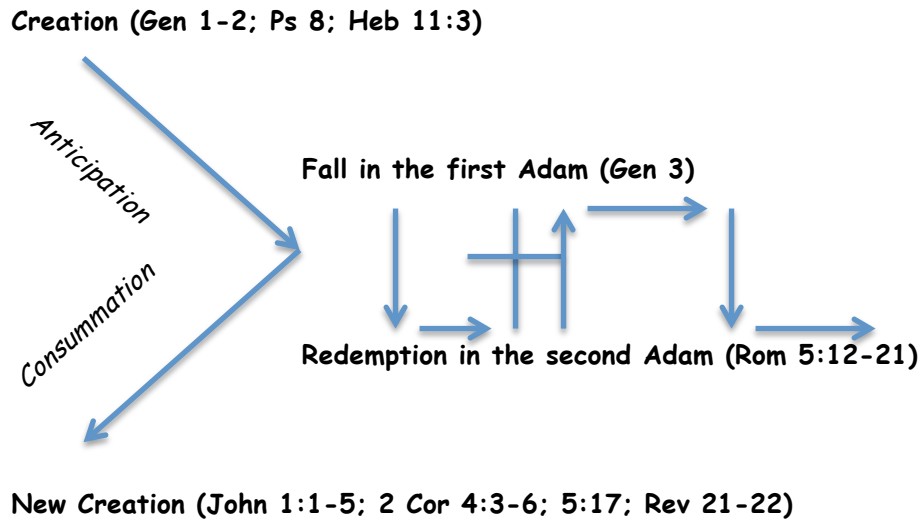 Creation (Gen 1-2; Ps 8; Heb 11:3)
Anticipation
Fall in the first Adam (Gen 3)
Consummation
Redemption in the second Adam (Rom 5:12-21)
New Creation (John 1:1-5; 2 Cor 4:3-6; 5:17; Rev 21-22)